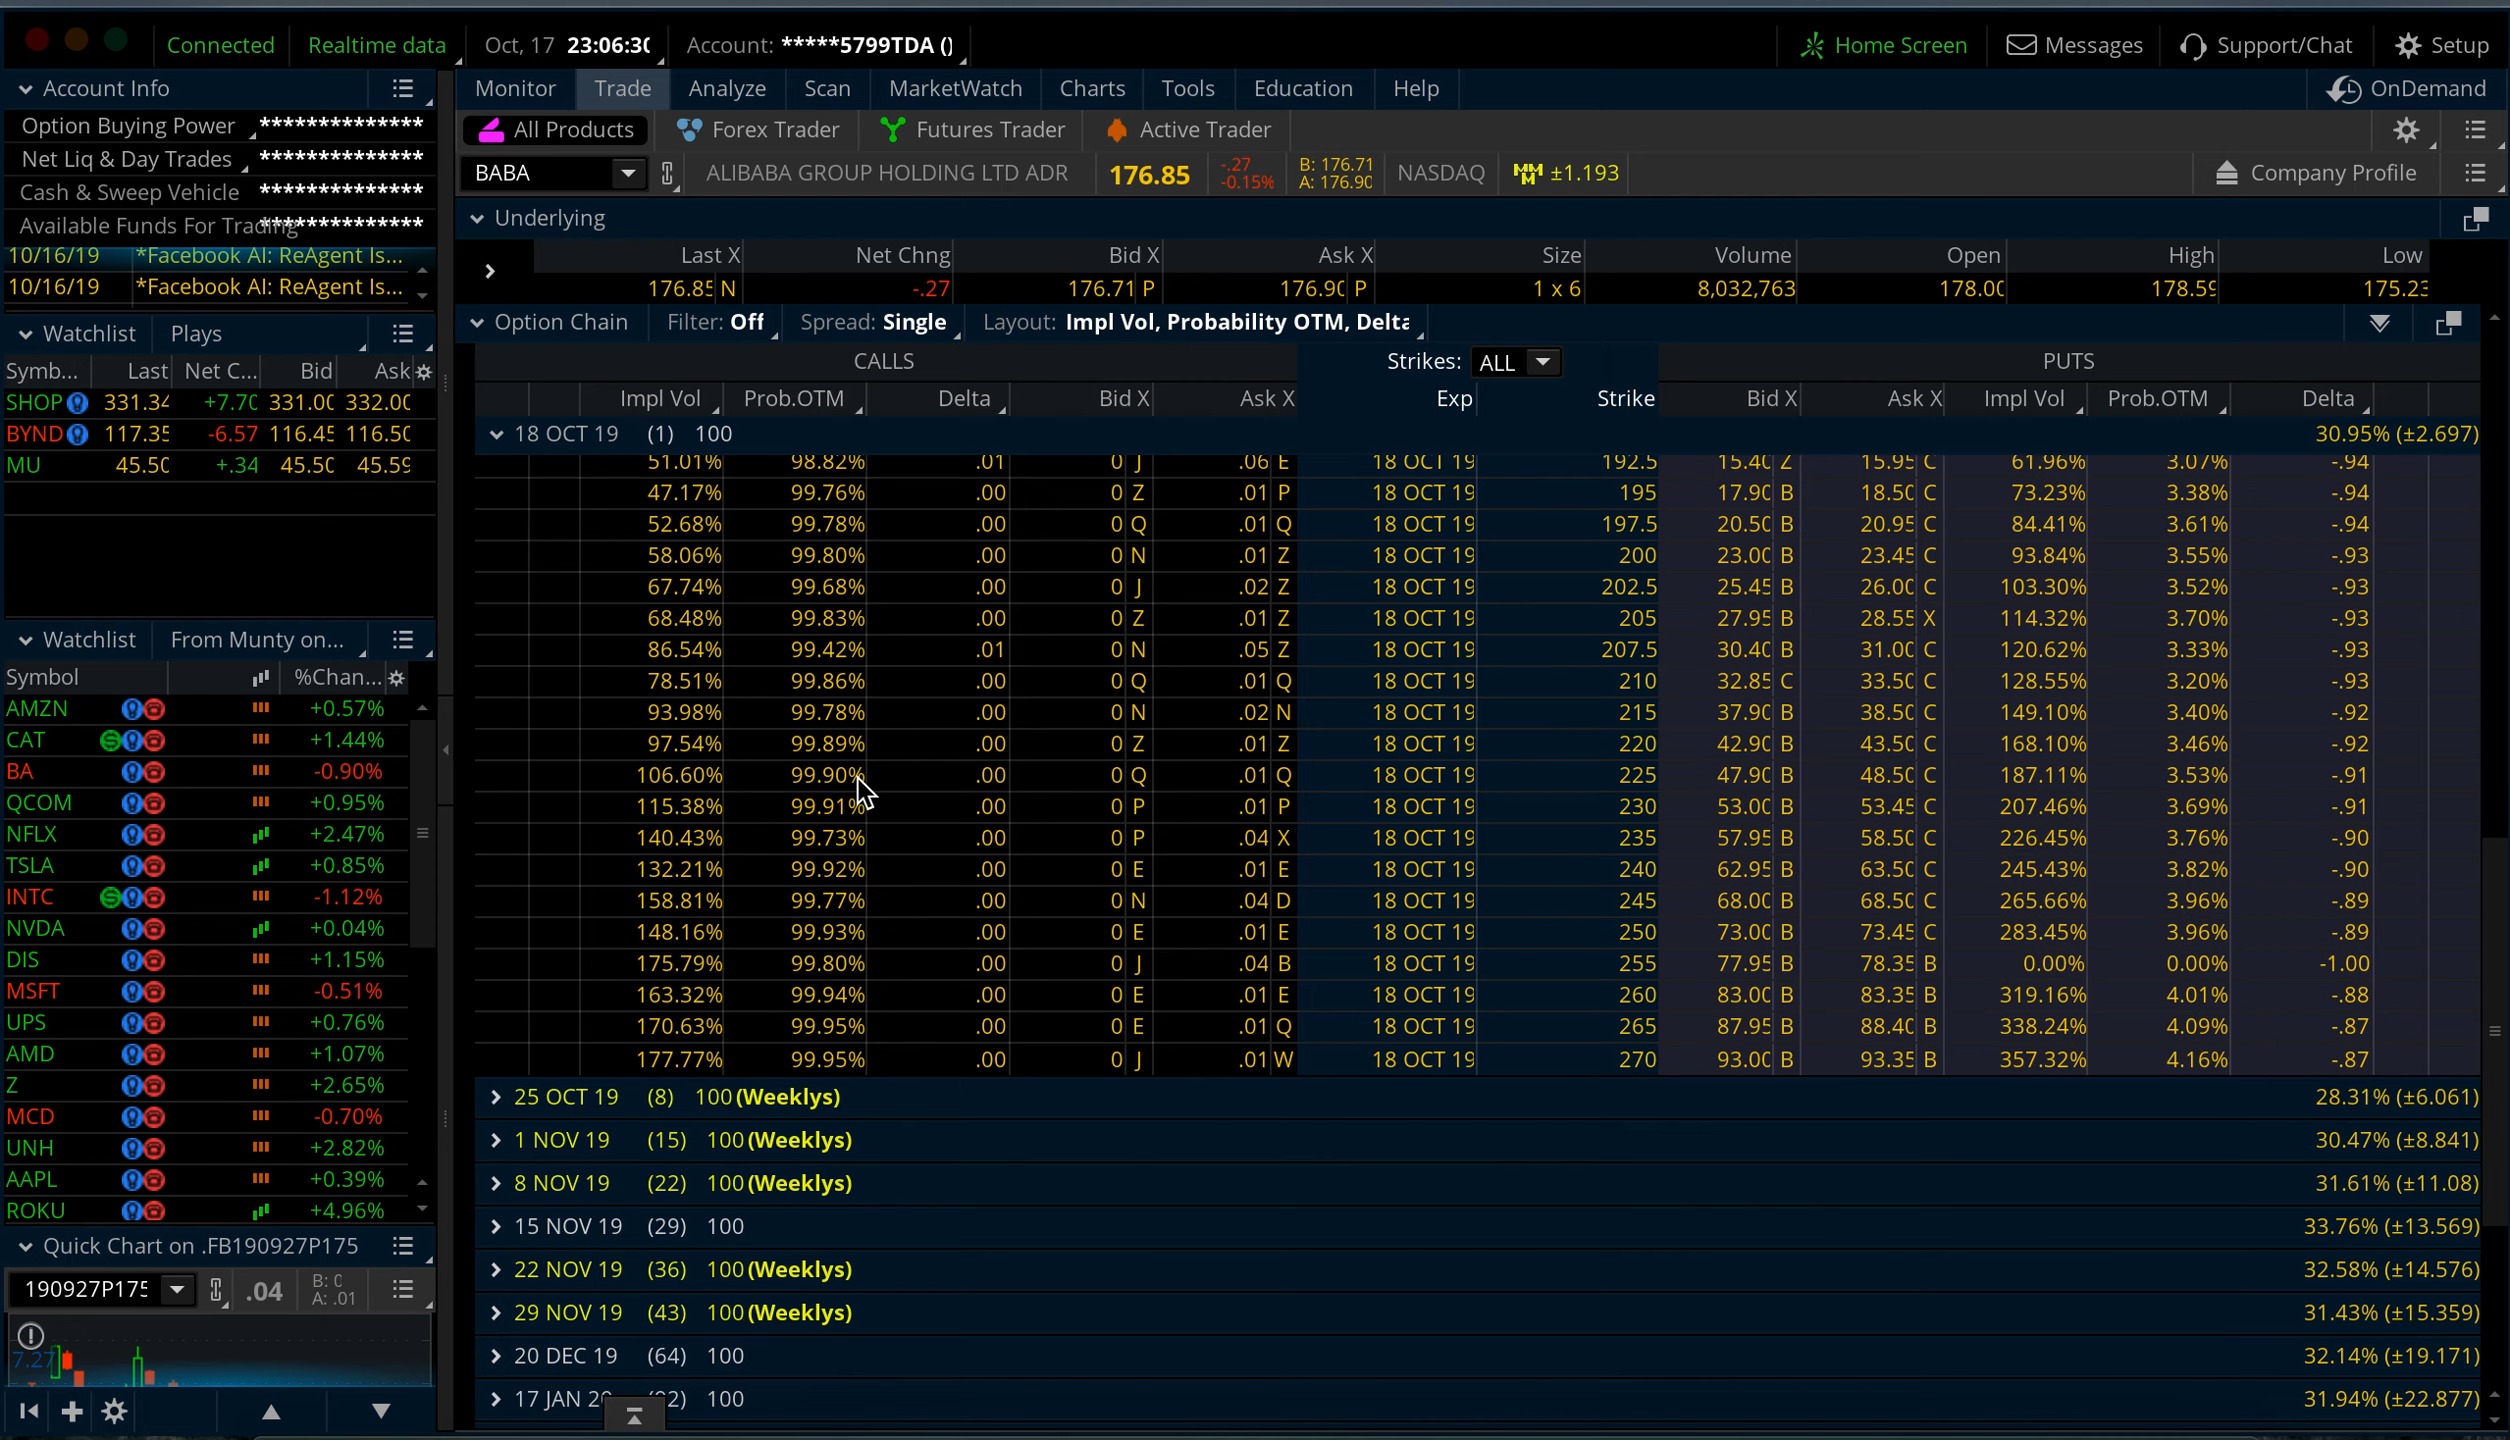 Connected Realtime data Oct, 17 23:06:30 Account: *****5799TDA () Home Screen Messages Support/Chat Setup
Account Info
Option Buying Power **************
Net Liq & Day Trades **************
Cash & Sweep Vehicle **************
Available Funds For Trading **************
10/16/19 *Facebook AI: ReAgent Is...
10/16/19 *Facebook AI: ReAgent Is...
Watchlist Plays
Symb... Last Net C... Bid Ask
SHOP 331.34 +7.70 331.00 332.00
BYND 117.35 -6.57 116.45 116.50
MU 45.50 +.34 45.50 45.59
Watchlist From Munty on...
Symbol %Chan...
AMZN +0.57%
CAT +1.44%
BA -0.90%
QCOM +0.95%
NFLX +2.47%
TSLA +0.85%
INTC -1.12%
NVDA +0.04%
DIS +1.15%
MSFT -0.51%
UPS +0.76%
AMD +1.07%
Z +2.65%
MCD -0.70%
UNH +2.82%
AAPL +0.39%
ROKU +4.96%
Quick Chart on .FB190927P175
190927P175 .04 B: 0
A: .01
7.27
Monitor Trade Analyze Scan MarketWatch Charts Tools Education Help OnDemand
All Products Forex Trader Futures Trader Active Trader
BABA ALIBABA GROUP HOLDING LTD ADR 176.85 -.27 -0.15% B: 176.71 A: 176.90 NASDAQ MMM ±1.193 Company Profile
Underlying
Last X Net Chng Bid X Ask X Size Volume Open High Low
176.85 N -.27 176.71 P 176.90 P 1 x 6 8,032,763 178.00 178.59 175.23
Option Chain Filter: Off Spread: Single Layout: Impl Vol, Probability OTM, Delta
CALLS Strikes: ALL PUTS
Impl Vol Prob.OTM Delta Bid X Ask X Exp Strike Bid X Ask X Impl Vol Prob.OTM Delta
18 OCT 19 (1) 100 30.95% (±2.697)
51.01% 98.82% .01 0 J .06 E 18 OCT 19 192.5 15.40 Z 15.95 C 61.96% 3.07% -.94
47.17% 99.76% .00 0 Z .01 P 18 OCT 19 195 17.90 B 18.50 C 73.23% 3.38% -.94
52.68% 99.78% .00 0 Q .01 Q 18 OCT 19 197.5 20.50 B 20.95 C 84.41% 3.61% -.94
58.06% 99.80% .00 0 N .01 Z 18 OCT 19 200 23.00 B 23.45 C 93.84% 3.55% -.93
67.74% 99.68% .00 0 J .02 Z 18 OCT 19 202.5 25.45 B 26.00 C 103.30% 3.52% -.93
68.48% 99.83% .00 0 Z .01 Z 18 OCT 19 205 27.95 B 28.55 X 114.32% 3.70% -.93
86.54% 99.42% .01 0 N .05 Z 18 OCT 19 207.5 30.40 B 31.00 C 120.62% 3.33% -.93
78.51% 99.86% .00 0 Q .01 Q 18 OCT 19 210 32.85 C 33.50 C 128.55% 3.20% -.93
93.98% 99.78% .00 0 N .02 N 18 OCT 19 215 37.90 B 38.50 C 149.10% 3.40% -.92
97.54% 99.89% .00 0 Z .01 Z 18 OCT 19 220 42.90 B 43.50 C 168.10% 3.46% -.92
106.60% 99.90% .00 0 Q .01 Q 18 OCT 19 225 47.90 B 48.50 C 187.11% 3.53% -.91
115.38% 99.91% .00 0 P .01 P 18 OCT 19 230 53.00 B 53.45 C 207.46% 3.69% -.91
140.43% 99.73% .00 0 P .04 X 18 OCT 19 235 57.95 B 58.50 C 226.45% 3.76% -.90
132.21% 99.92% .00 0 E .01 E 18 OCT 19 240 62.95 B 63.50 C 245.43% 3.82% -.90
158.81% 99.77% .00 0 N .04 D 18 OCT 19 245 68.00 B 68.50 C 265.66% 3.96% -.89
148.16% 99.93% .00 0 E .01 E 18 OCT 19 250 73.00 B 73.45 C 283.45% 3.96% -.89
175.79% 99.80% .00 0 J .04 B 18 OCT 19 255 77.95 B 78.35 B 0.00% 0.00% -1.00
163.32% 99.94% .00 0 E .01 E 18 OCT 19 260 83.00 B 83.35 B 319.16% 4.01% -.88
170.63% 99.95% .00 0 E .01 Q 18 OCT 19 265 87.95 B 88.40 B 338.24% 4.09% -.87
177.77% 99.95% .00 0 J .01 W 18 OCT 19 270 93.00 B 93.35 B 357.32% 4.16% -.87
25 OCT 19 (8) 100 (Weeklys) 28.31% (±6.061)
1 NOV 19 (15) 100 (Weeklys) 30.47% (±8.841)
8 NOV 19 (22) 100 (Weeklys) 31.61% (±11.08)
15 NOV 19 (29) 100 33.76% (±13.569)
22 NOV 19 (36) 100 (Weeklys) 32.58% (±14.576)
29 NOV 19 (43) 100 (Weeklys) 31.43% (±15.359)
20 DEC 19 (64) 100 32.14% (±19.171)
17 JAN 20 100 31.94% (±22.877)